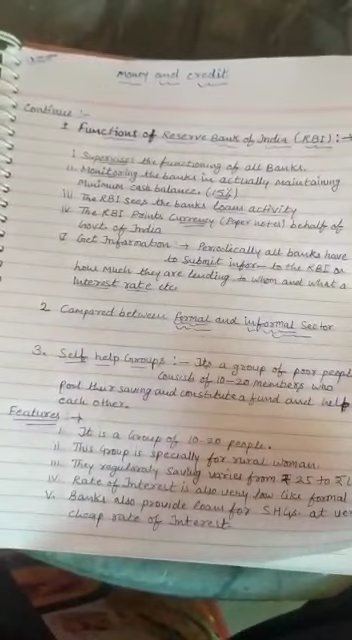 Money and credit
Continue :-
1 Functions of Reserve Bank of India (RBI) :→
i. Supervises the functioning of all Banks.
ii. Monitoring the banks in actually maintaining
minimum cash balance (15%)
iii The RBI sees the banks loans activity
iv. The RBI Prints Currency (Paper notes) behalf of
Govt. of India
V Get Information :→ Periodically all banks have
to submit infor— to the RBI on
how much they are lending to whom and what a
Interest rate etc
2 Compared between formal and informal Sector
3. Self help Groups :- Its a group of poor people
Consists of 10-20 members who
Pool their saving and constitute a fund and help
each other.
Features :→
i. It is a Group of 10-20 people.
ii This Group is specially for rural woman.
iii They regularaly saving varies from ₹ 25 to ₹
iv. Rate of Interest is also very low like formal
V. Banks also provide loan for S.H.Gs. at ver
cheap rate of Interest.